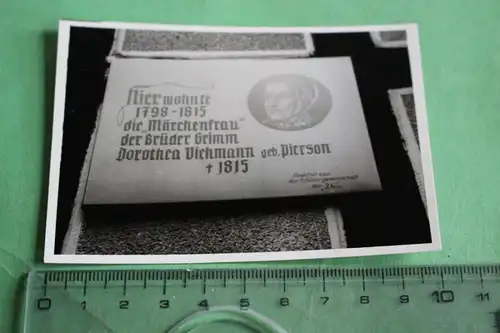 Hier wohnte
1798-1815
die "Märchenfrau"
der Brüder Grimm
Dorothea Viehmann geb. Pierson
† 1815
0 1 2 3 4 5 6 7 8 9 10 11